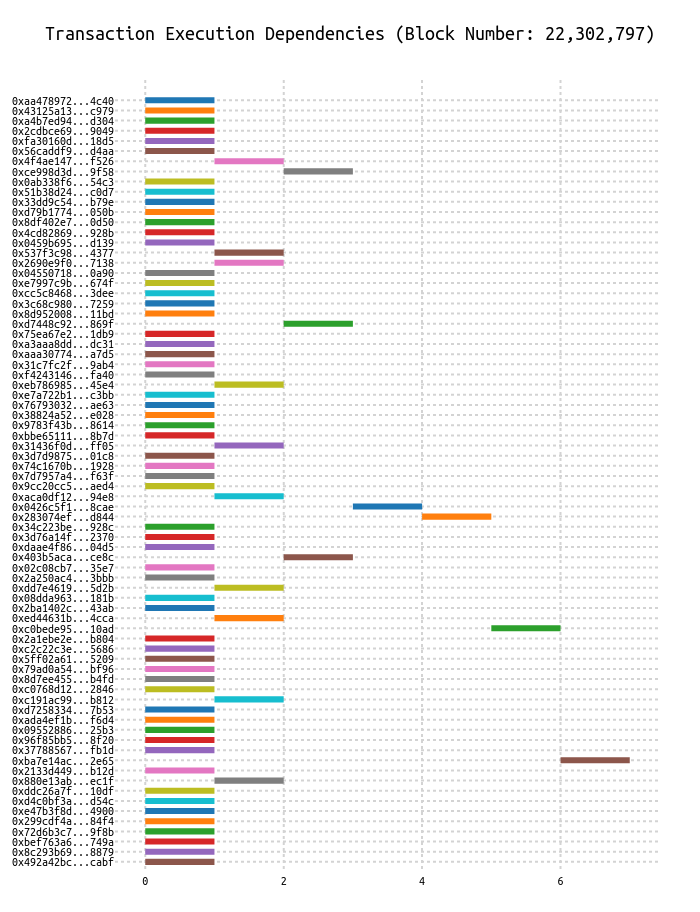 Transaction Execution Dependencies (Block Number: 22,302,797)
0xaa478972...4c40
0x43125a13...c979
0xa4b7ed94...d304
0x2cdbce69...9049
0xfa30160d...18d5
0x56caddf9...d4aa
0x4f4ae147...f526
0xce998d3d...9f58
0x0ab338f6...54c3
0x51b38d24...c0d7
0x33dd9c54...b79e
0xd79b1774...050b
0x8df402e7...0d50
0x4cd82869...928b
0x0459b695...d139
0x537f3c98...4377
0x2690e9f0...7138
0x04550718...0a90
0xe7997c9b...674f
0xcc5c8468...3dee
0x3c68c980...7259
0x8d952008...11bd
0xd7448c92...869f
0x75ea67e2...1db9
0xa3aaa8dd...dc31
0xaaa30774...a7d5
0x31c7fc2f...9ab4
0xf4243146...fa40
0xeb786985...45e4
0xe7a722b1...c3bb
0x76793032...ae63
0x38824a52...e028
0x9783f43b...8614
0xbbe65111...8b7d
0x31436f0d...ff05
0x3d7d9875...01c8
0x74c1670b...1928
0x7d7957a4...f63f
0x9cc20cc5...aed4
0xaca0df12...94e8
0x0426c5f1...8cae
0x283074ef...d844
0x34c223be...928c
0x3d76a14f...2370
0xdaae4f86...04d5
0x403b5aca...ce8c
0x02c08cb7...35e7
0x2a250ac4...3bbb
0xdd7e4619...5d2b
0x08dda963...181b
0x2ba1402c...43ab
0xed44631b...4cca
0xc0bede95...10ad
0x2a1ebe2e...b804
0xc2c22c3e...5686
0x5ff02a61...5209
0x79ad0a54...bf96
0x8d7ee455...b4fd
0xc0768d12...2846
0xc191ac99...b812
0xd7258334...7b53
0xada4ef1b...f6d4
0x09552886...25b3
0x96f85bb5...8f20
0x37788567...fb1d
0xba7e14ac...2e65
0x2133d449...b12d
0x880e13ab...ec1f
0xddc26a7f...10df
0xd4c0bf3a...d54c
0xe47b3f8d...4900
0x299cdf4a...84f4
0x72d6b3c7...9f8b
0xbef763a6...749a
0x8c293b69...8879
0x492a42bc...cabf
0 2 4 6